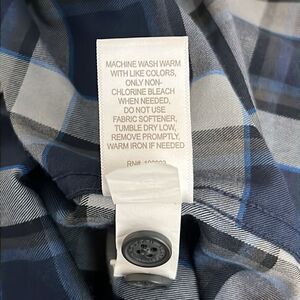 MACHINE WASH WARM
WITH LIKE COLORS,
ONLY NON-
CHLORINE BLEACH
WHEN NEEDED,
DO NOT USE
FABRIC SOFTENER,
TUMBLE DRY LOW,
REMOVE PROMPTLY,
WARM IRON IF NEEDED
RN#